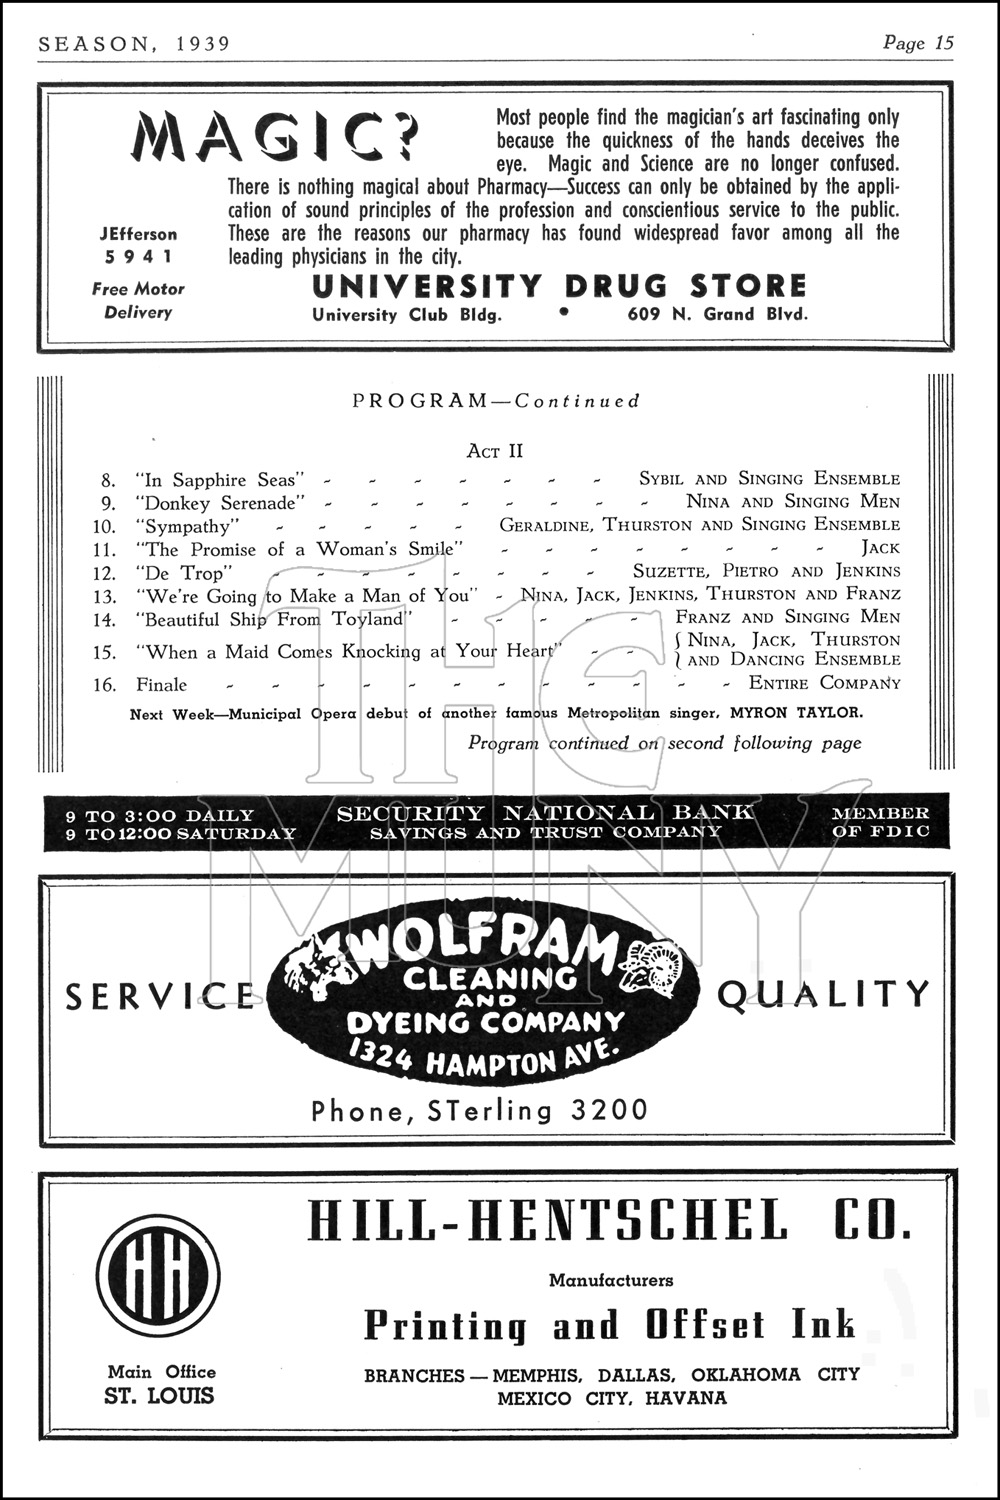 SEASON, 1939 Page 15
MAGIC?
Most people find the magician's art fascinating only
because the quickness of the hands deceives the
eye. Magic and Science are no longer confused.
There is nothing magical about Pharmacy—Success can only be obtained by the appli-
cation of sound principles of the profession and conscientious service to the public.
These are the reasons our pharmacy has found widespread favor among all the
leading physicians in the city.
JEfferson
5941
Free Motor
Delivery
UNIVERSITY DRUG STORE
University Club Bldg. • 609 N. Grand Blvd.
PROGRAM—Continued
ACT II
8. "In Sapphire Seas" - - - - - - - SYBIL AND SINGING ENSEMBLE
9. "Donkey Serenade" - - - - - - - - NINA AND SINGING MEN
10. "Sympathy" - - - - - GERALDINE, THURSTON AND SINGING ENSEMBLE
11. "The Promise of a Woman's Smile" - - - - - - - - JACK
12. "De Trop" - - - - - - - - SUZETTE, PIETRO AND JENKINS
13. "We're Going to Make a Man of You" - NINA, JACK, JENKINS, THURSTON AND FRANZ
14. "Beautiful Ship From Toyland" - - - - - FRANZ AND SINGING MEN
15. "When a Maid Comes Knocking at Your Heart" - - { NINA, JACK, THURSTON
AND DANCING ENSEMBLE
16. Finale - - - - - - - - - - - - ENTIRE COMPANY
Next Week—Municipal Opera debut of another famous Metropolitan singer, MYRON TAYLOR.
Program continued on second following page
THE
MUNY
9 TO 3:00 DAILY SECURITY NATIONAL BANK MEMBER
9 TO 12:00 SATURDAY SAVINGS AND TRUST COMPANY OF FDIC
WOLFRAM
CLEANING
AND
DYEING COMPANY
1324 HAMPTON AVE.
SERVICE QUALITY
Phone, STerling 3200
HILL-HENTSCHEL CO.
Manufacturers
Printing and Offset Ink
HH
Main Office
ST. LOUIS
BRANCHES — MEMPHIS, DALLAS, OKLAHOMA CITY
MEXICO CITY, HAVANA